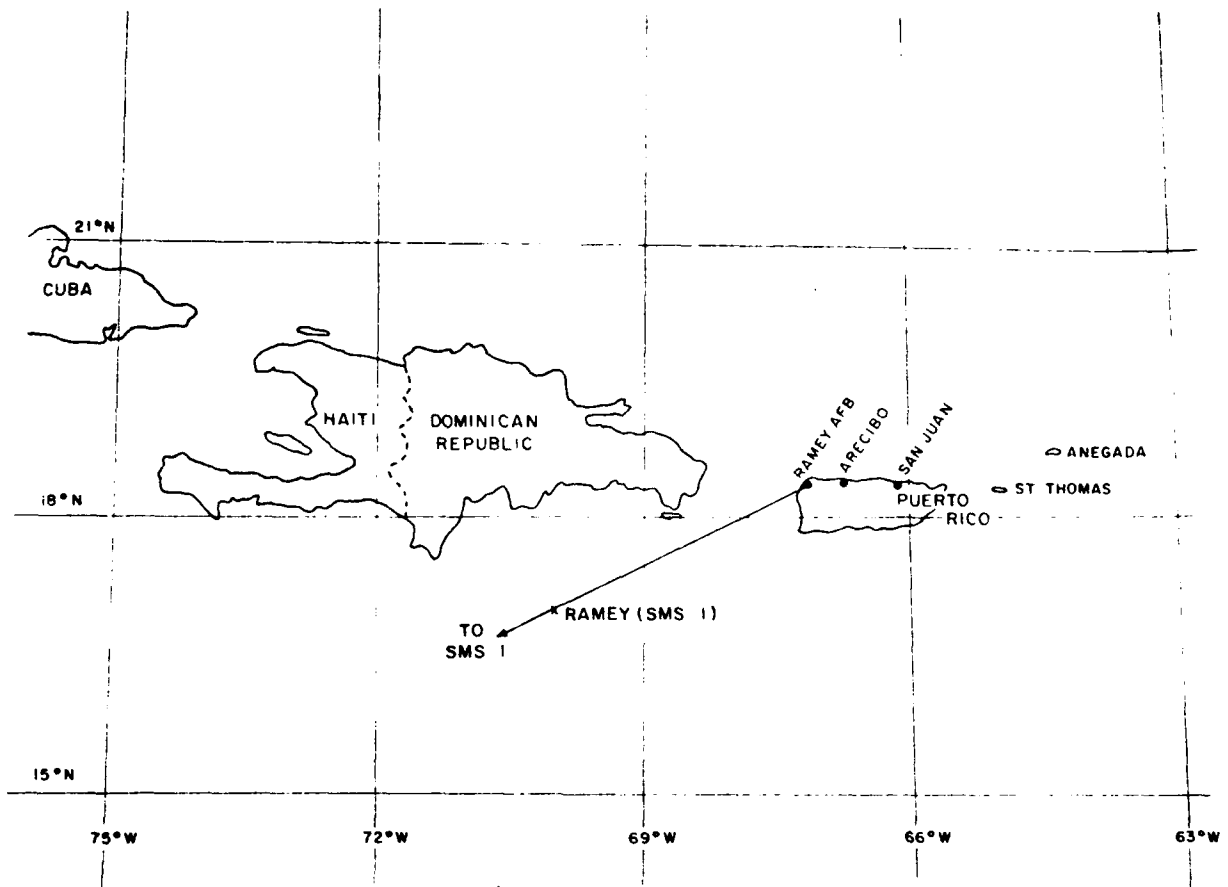 21°N
CUBA
HAITI
DOMINICAN
REPUBLIC
RAMEY AFB
ARECIBO
SAN JUAN
ANEGADA
ST THOMAS
PUERTO
RICO
18°N
RAMEY (SMS 1)
TO
SMS 1
15°N
75°W
72°W
69°W
66°W
63°W